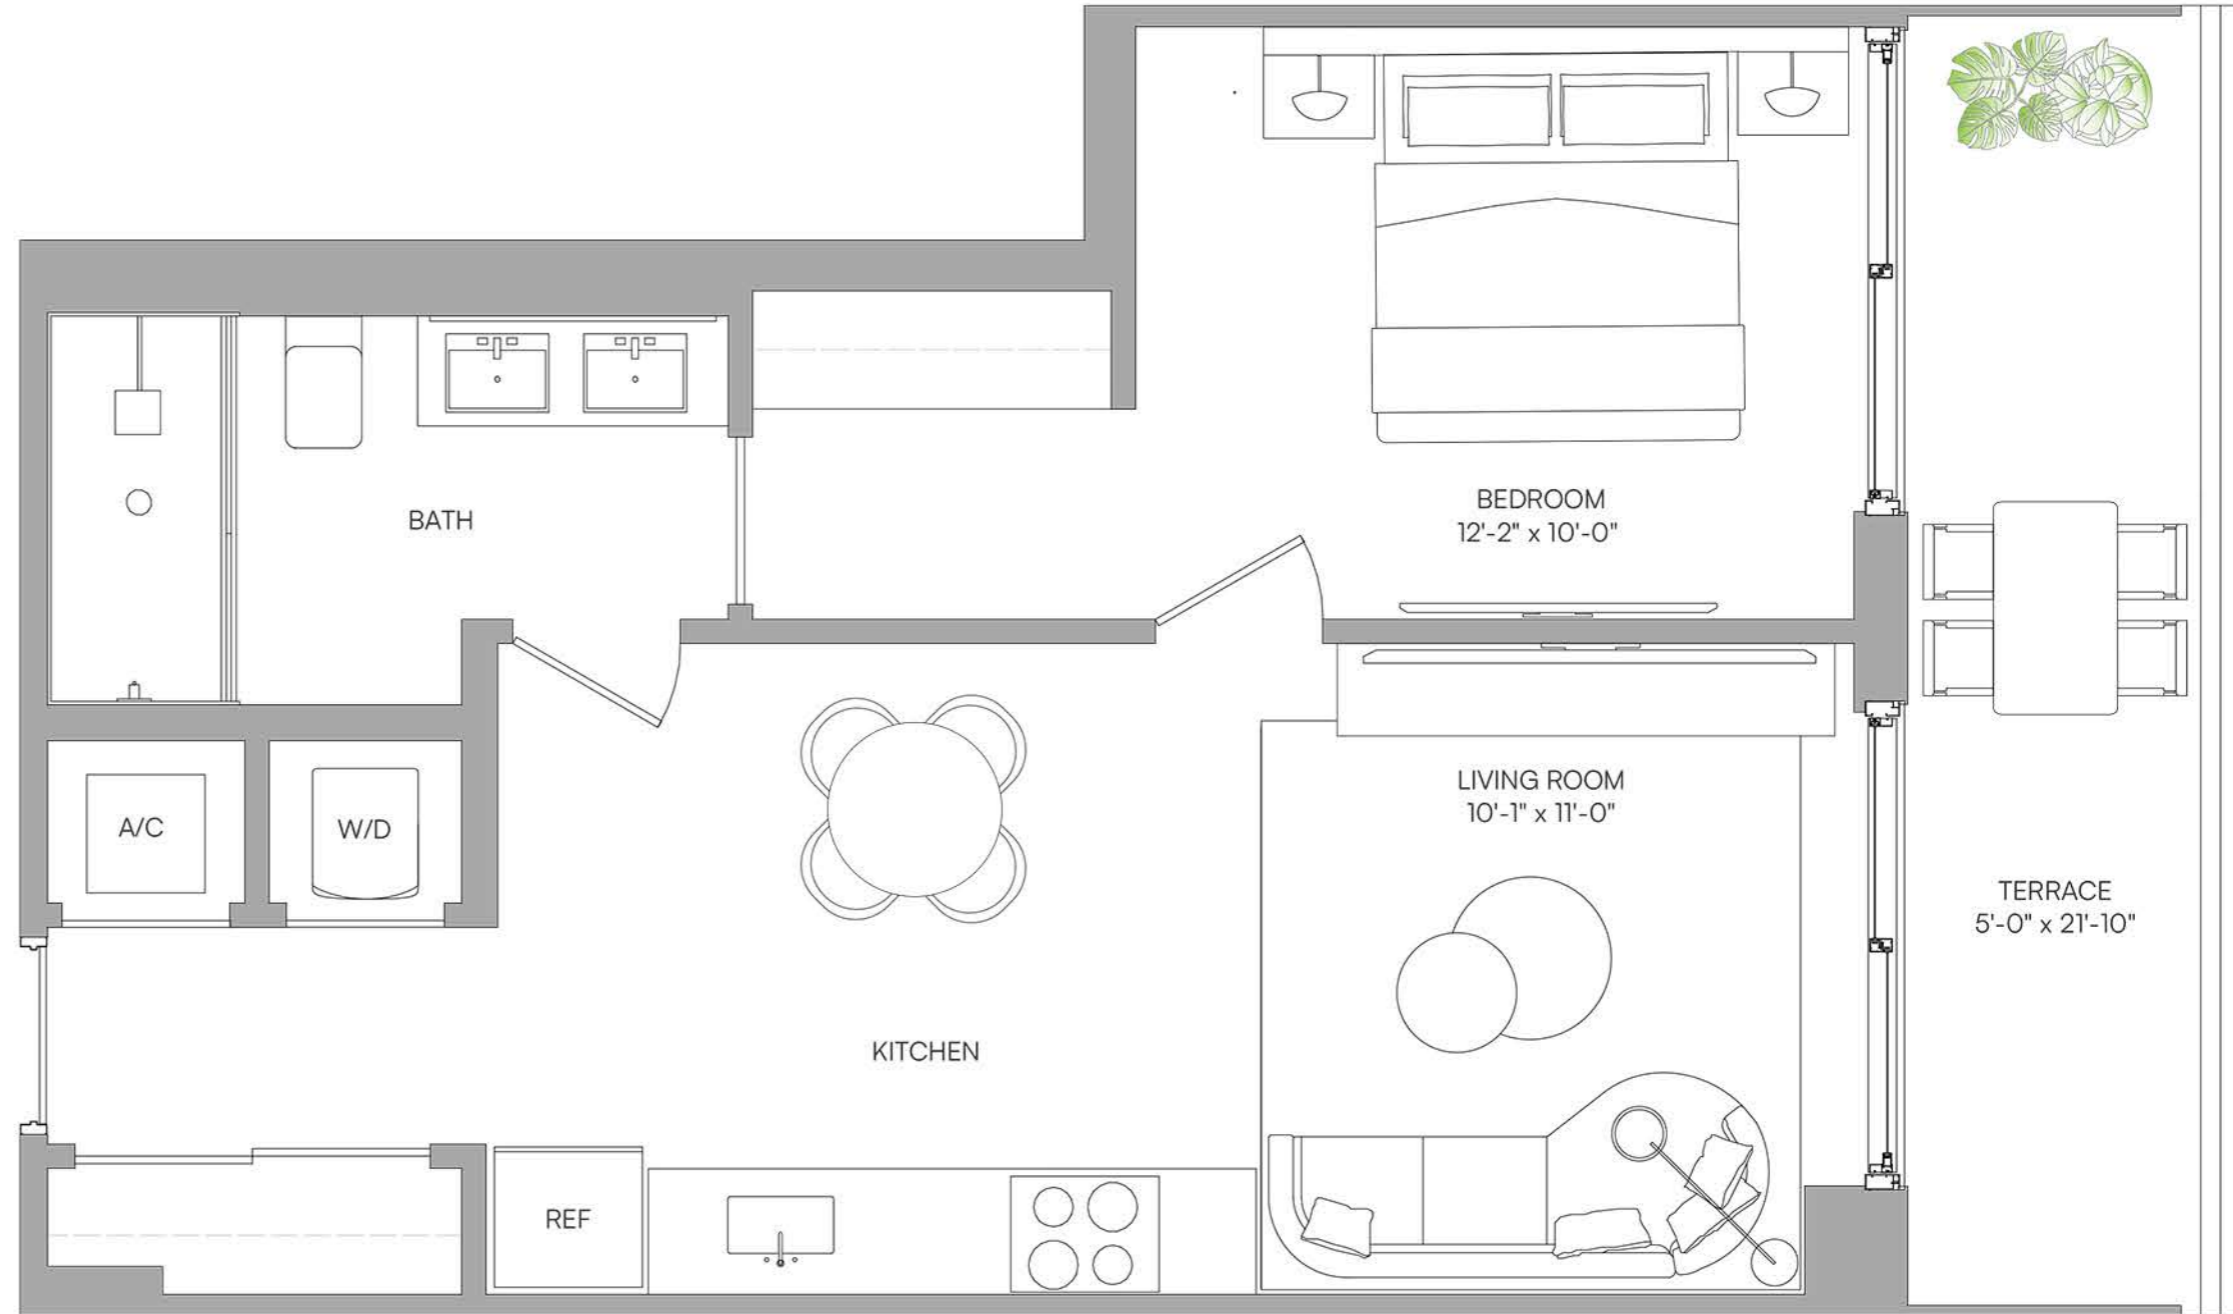 BEDROOM
12'-2" x 10'-0"
BATH
LIVING ROOM
10'-1" x 11'-0"
A/C
W/D
TERRACE
5'-0" x 21'-10"
KITCHEN
REF